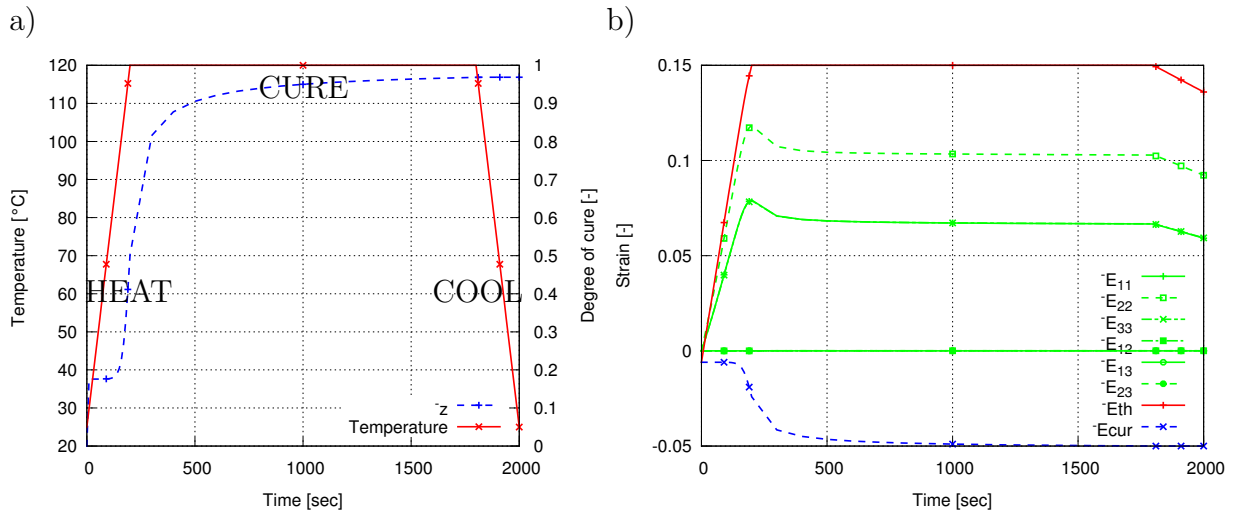 a)
120
110
100
90
80
70
60
50
40
30
20
0
500
1000
1500
2000
1
0.9
0.8
0.7
0.6
0.5
0.4
0.3
0.2
0.1
0
Temperature [°C]
Degree of cure [-]
Time [sec]
CURE
HEAT
COOL
-z
Temperature
b)
0.15
0.1
0.05
0
-0.05
0
500
1000
1500
2000
Strain [-]
Time [sec]
-E11
-E22
-E33
-E12
-E13
-E23
-Eth
-Ecur